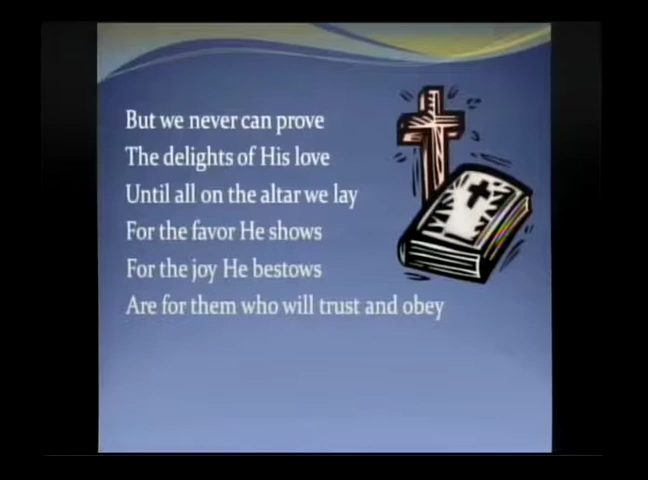 But we never can prove
The delights of His love
Until all on the altar we lay
For the favor He shows
For the joy He bestows
Are for them who will trust and obey